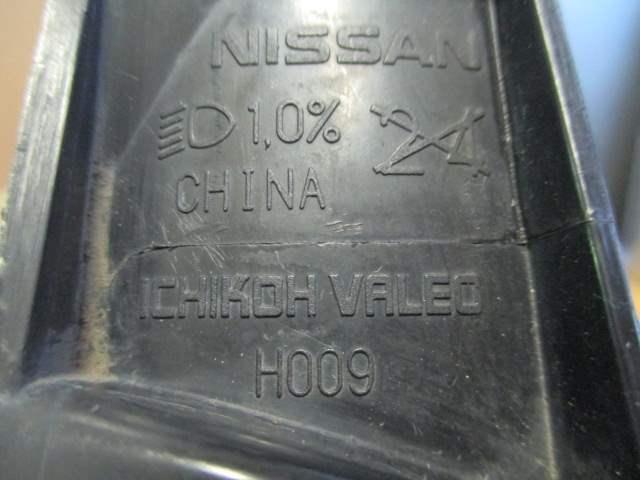 NISSAN
1,0%
CHINA
ICHIKOH VALEO
H009